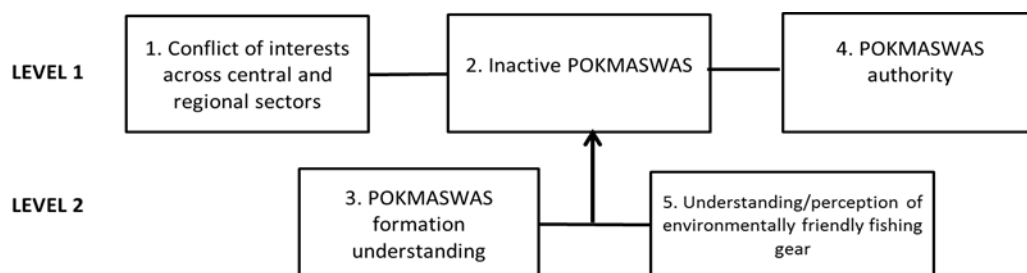 LEVEL 1
1. Conflict of interests
across central and
regional sectors
2. Inactive POKMASWAS
4. POKMASWAS
authority
LEVEL 2
3. POKMASWAS
formation
understanding
5. Understanding/perception of
environmentally friendly fishing
gear